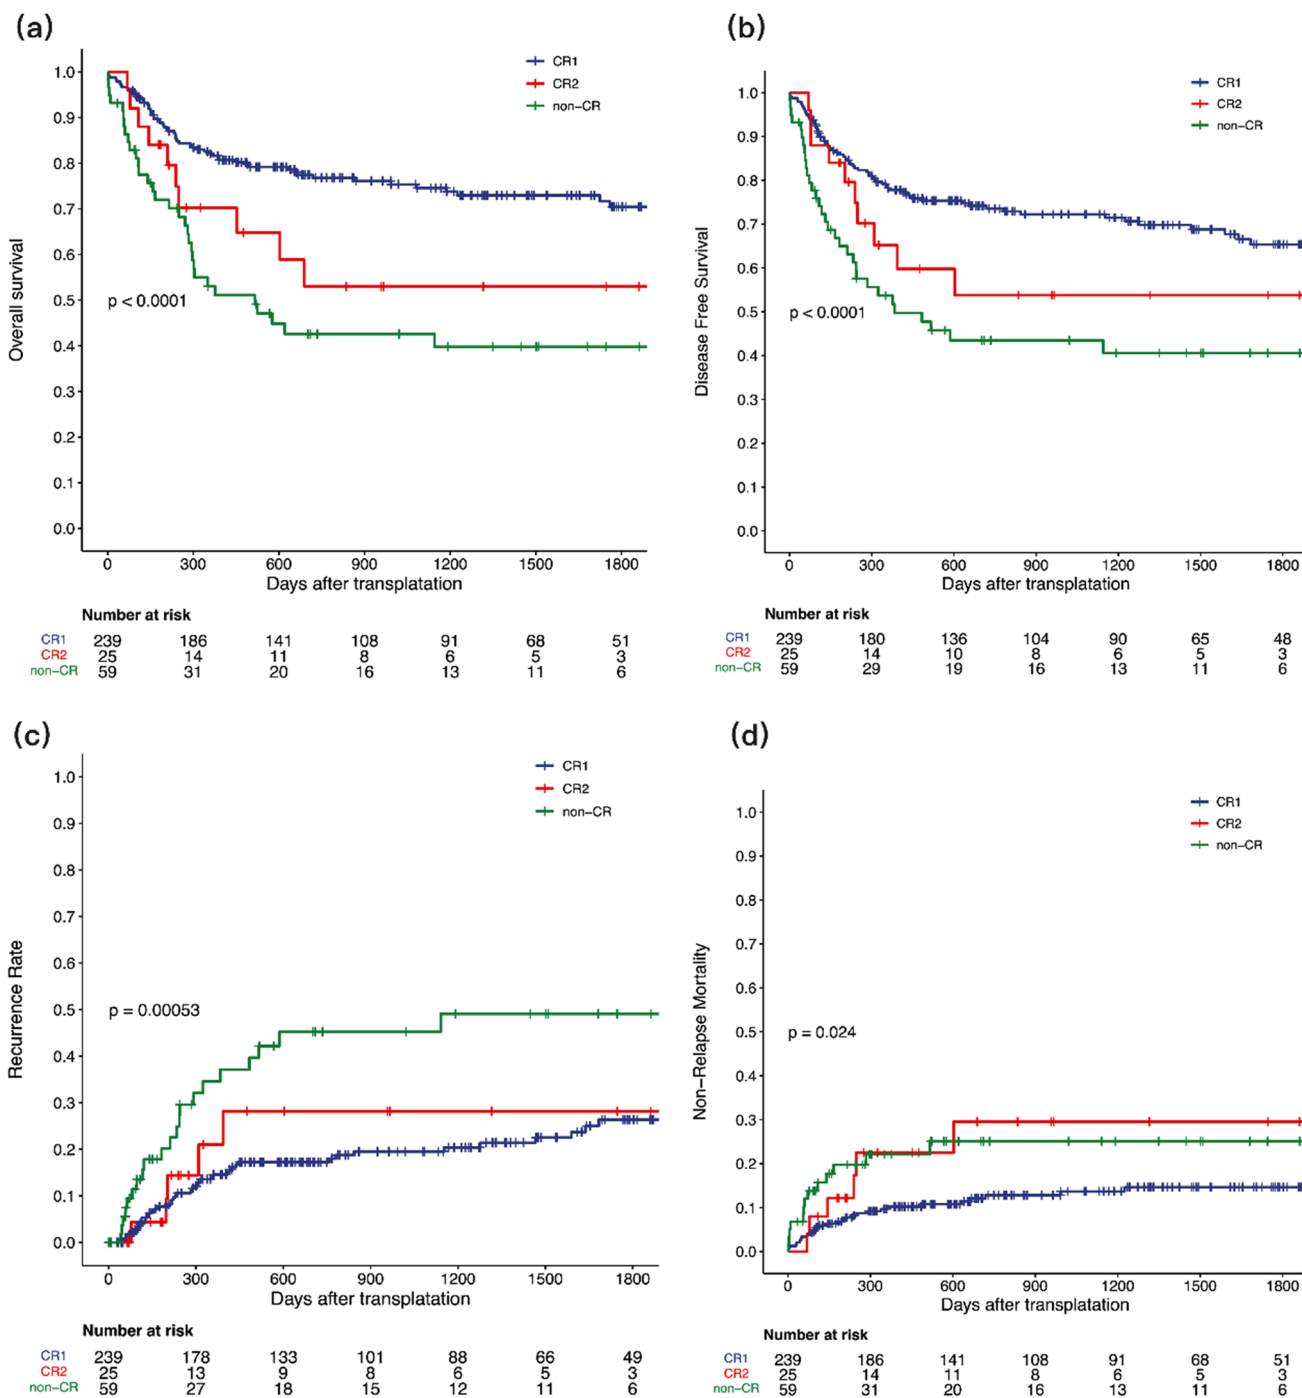 (a)
CR1
CR2
non-CR
1.0
0.9
0.8
0.7
0.6
0.5
0.4
0.3
0.2
0.1
0.0
Overall survival
p < 0.0001
0 300 600 900 1200 1500 1800
Days after transplatation
Number at risk
CR1 239 186 141 108 91 68 51
CR2 25 14 11 8 6 5 3
non-CR 59 31 20 16 13 11 6
(b)
CR1
CR2
non-CR
1.0
0.9
0.8
0.7
0.6
0.5
0.4
0.3
0.2
0.1
0.0
Disease Free Survival
p < 0.0001
0 300 600 900 1200 1500 1800
Days after transplatation
Number at risk
CR1 239 180 136 104 90 65 48
CR2 25 14 10 8 6 5 3
non-CR 59 29 19 16 13 11 6
(c)
CR1
CR2
non-CR
1.0
0.9
0.8
0.7
0.6
0.5
0.4
0.3
0.2
0.1
0.0
Recurrence Rate
p = 0.00053
0 300 600 900 1200 1500 1800
Days after transplatation
Number at risk
CR1 239 178 133 101 88 66 49
CR2 25 13 9 8 6 5 3
non-CR 59 27 18 15 12 11 6
(d)
CR1
CR2
non-CR
1.0
0.9
0.8
0.7
0.6
0.5
0.4
0.3
0.2
0.1
0.0
Non-Relapse Mortality
p = 0.024
0 300 600 900 1200 1500 1800
Days after transplatation
Number at risk
CR1 239 186 141 108 91 68 51
CR2 25 14 11 8 6 5 3
non-CR 59 31 20 16 13 11 6